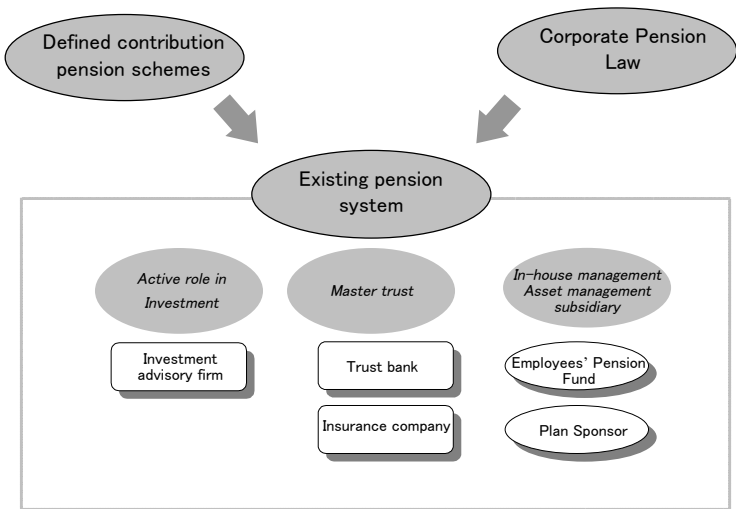 Defined contribution
pension schemes
Corporate Pension
Law
Existing pension
system
Active role in
Investment
Master trust
In-house management
Asset management
subsidiary
Investment
advisory firm
Trust bank
Employees’ Pension
Fund
Insurance company
Plan Sponsor